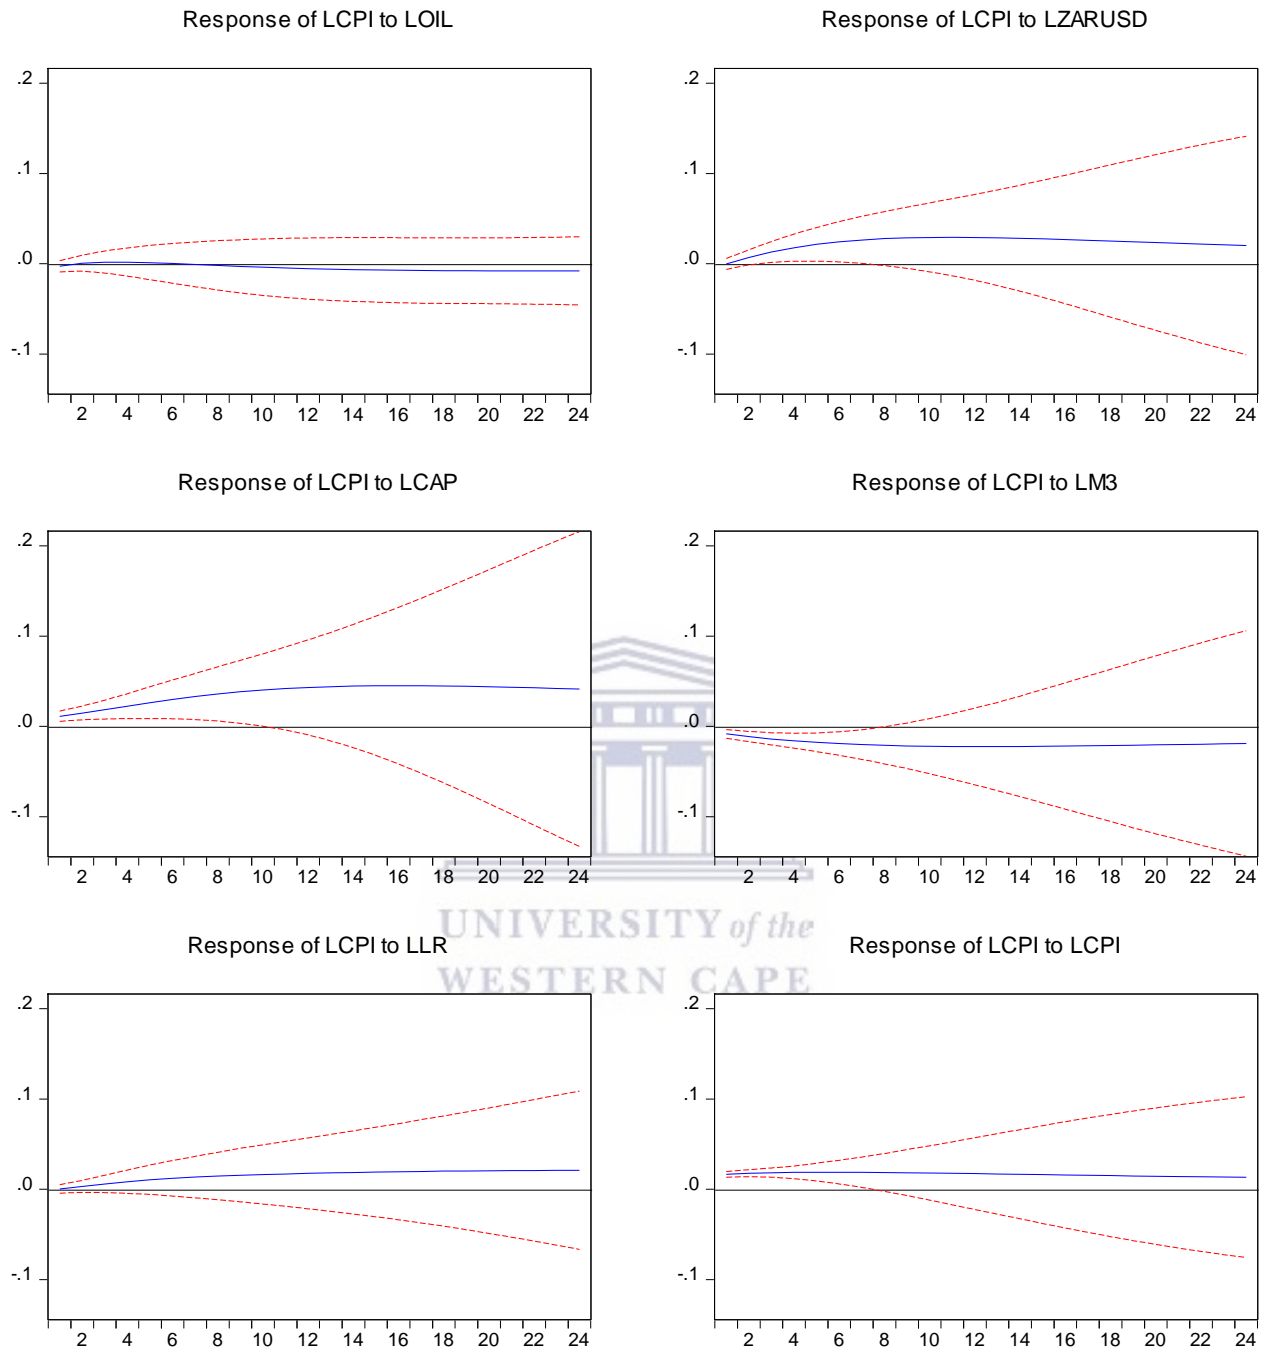 Response of LCPI to LOIL
.2
.1
.0
-.1
2 4 6 8 10 12 14 16 18 20 22 24
Response of LCPI to LZARUSD
.2
.1
.0
-.1
2 4 6 8 10 12 14 16 18 20 22 24
Response of LCPI to LCAP
.2
.1
.0
-.1
2 4 6 8 10 12 14 16 18 20 22 24
Response of LCPI to LM3
.2
.1
.0
-.1
2 4 6 8 10 12 14 16 18 20 22 24
UNIVERSITY of the
WESTERN CAPE
Response of LCPI to LLR
.2
.1
.0
-.1
2 4 6 8 10 12 14 16 18 20 22 24
Response of LCPI to LCPI
.2
.1
.0
-.1
2 4 6 8 10 12 14 16 18 20 22 24